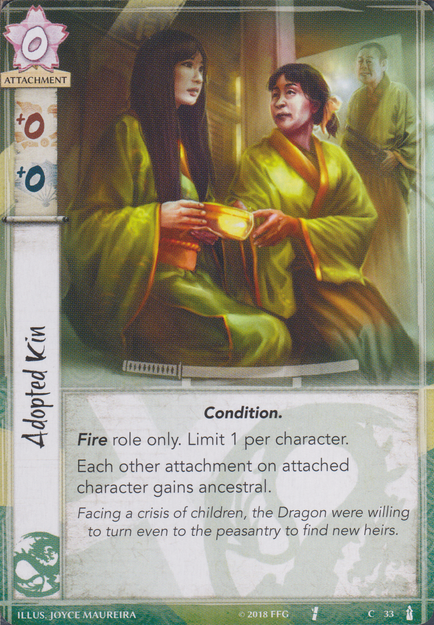 0
ATTACHMENT
+0
+0
Adopted Kin
Condition.
Fire role only. Limit 1 per character.
Each other attachment on attached
character gains ancestral.
Facing a crisis of children, the Dragon were willing
to turn even to the peasantry to find new heirs.
ILLUS. JOYCE MAUREIRA
© 2018 FFG
C 33